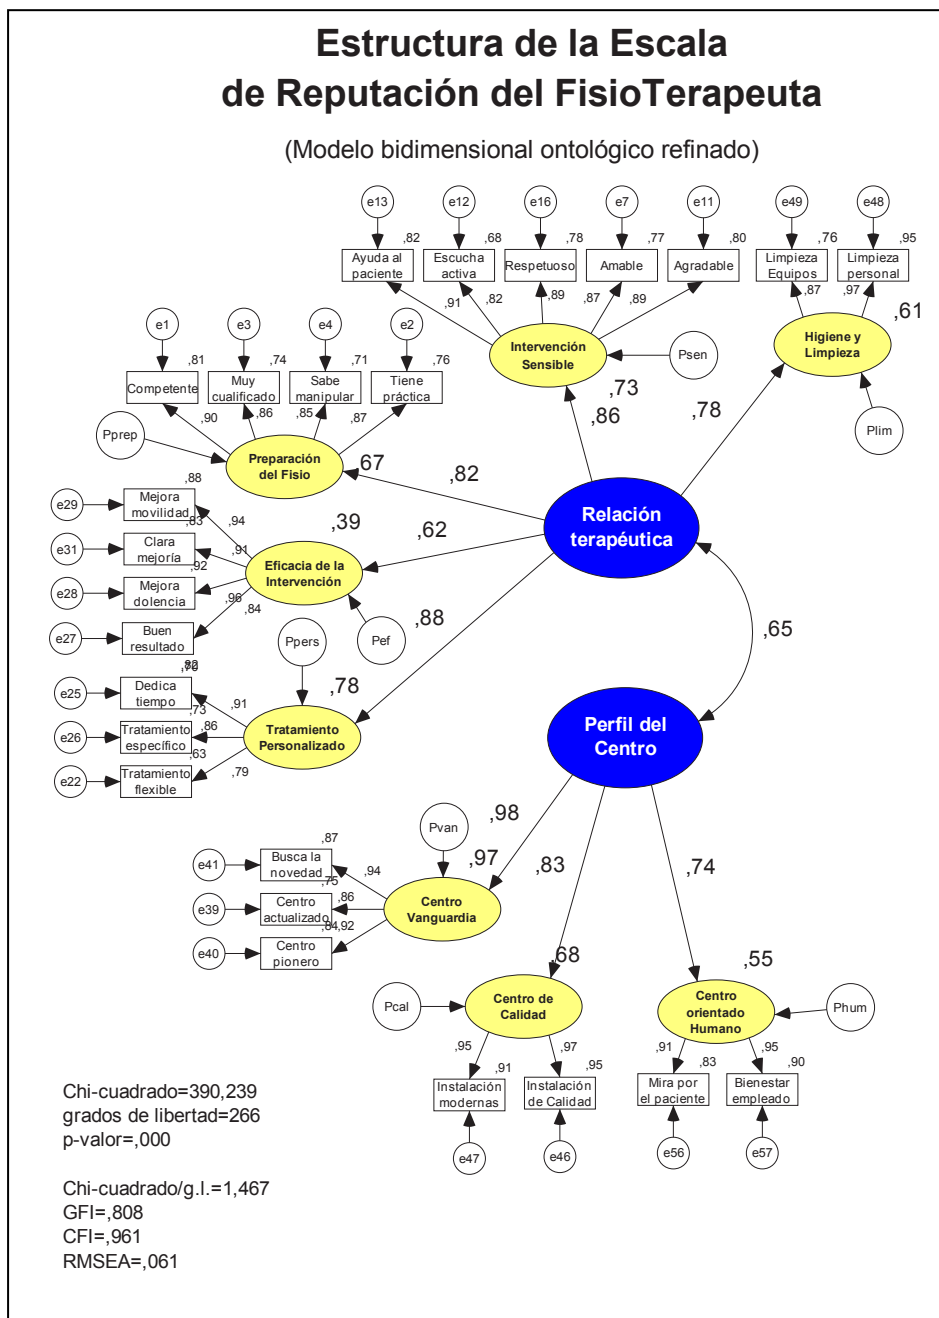 Estructura de la Escala
de Reputación del FisioTerapeuta
(Modelo bidimensional ontológico refinado)
e13
e12
e16
e7
e11
e49
e48
,82
,68
,78
,77
,80
,76
,95
Ayuda al
paciente
Escucha
activa
Respetuoso
Amable
Agradable
Limpieza
Equipos
Limpieza
personal
,91
,82
,89
,87
,89
,87
,97
,61
Intervención
Sensible
Psen
Higiene y
Limpieza
,73
,86
,78
Plim
e1
e3
e4
e2
,81
,74
,71
,76
Competente
Muy
cualificado
Sabe
manipular
Tiene
práctica
,90
,86
,85
,87
Pprep
Preparación
del Fisio
,67
,82
Relación
terapéutica
,88
e29
Mejora
movilidad
,94
,39
,62
,83
e31
Clara
mejoría
,91
Eficacia de la
Intervención
,92
e28
Mejora
dolencia
,96
,84
e27
Buen
resultado
Ppers
Pef
,88
,65
,82
e25
Dedica
tiempo
,91
,78
,73
e26
Tratamiento
específico
,86
Tratamiento
Personalizado
Perfil del
Centro
,63
e22
Tratamiento
flexible
,79
Pvan
,98
,87
e41
Busca la
novedad
,94
,97
,83
,74
,75
e39
Centro
actualizado
,86
Centro
Vanguardia
,84
,92
e40
Centro
pionero
,68
,55
Pcal
Centro de
Calidad
Centro
orientado
Humano
Phum
,95
,97
,91
,95
,91
,95
,83
,90
Instalación
modernas
Instalación
de Calidad
Mira por
el paciente
Bienestar
empleado
e47
e46
e56
e57
Chi-cuadrado=390,239
grados de libertad=266
p-valor=,000
Chi-cuadrado/g.l.=1,467
GFI=,808
CFI=,961
RMSEA=,061